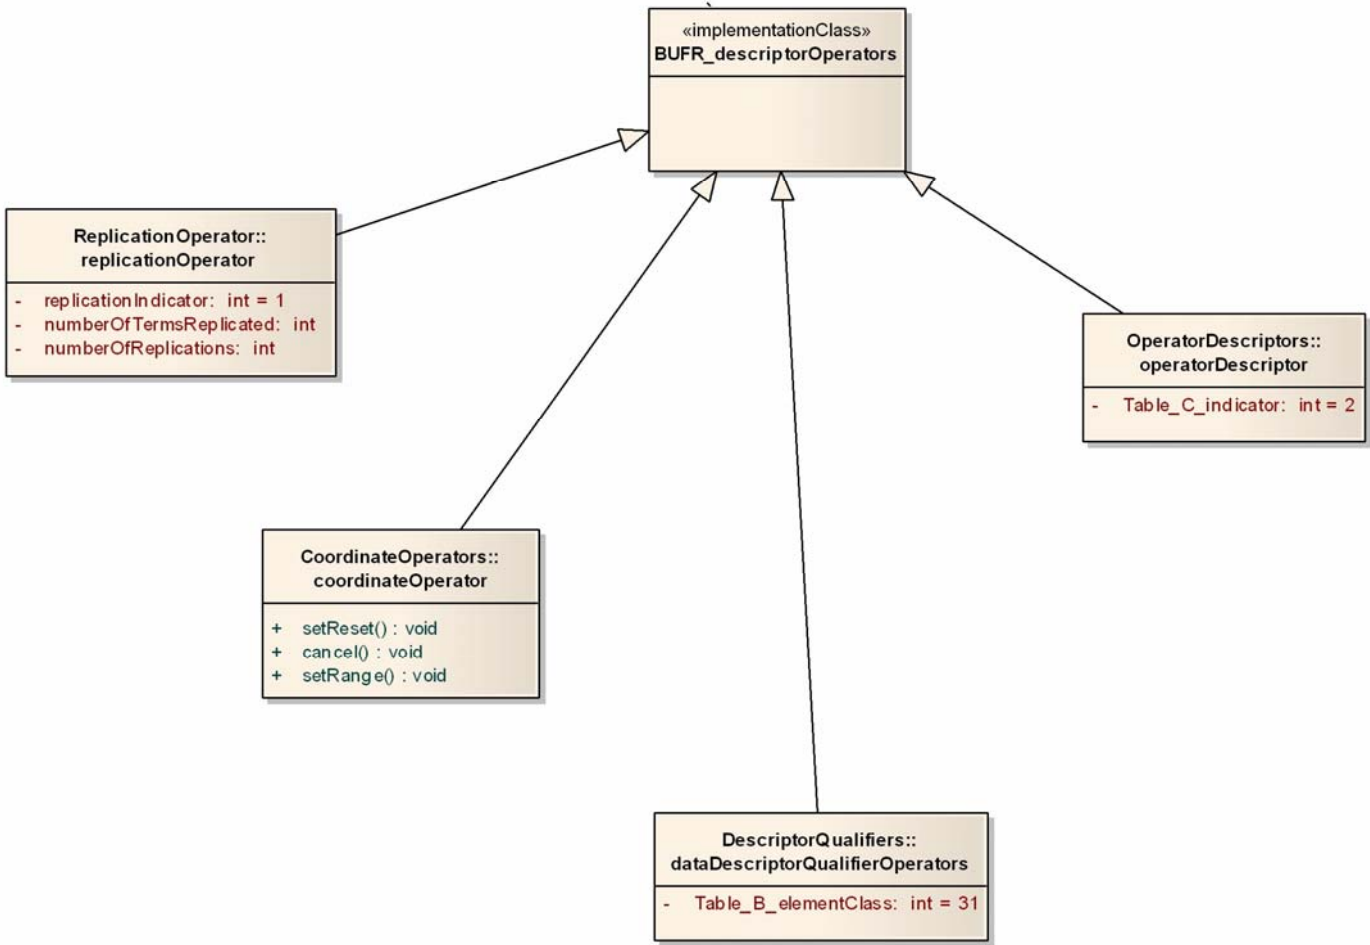 «implementationClass»
BUFR_descriptorOperators
ReplicationOperator::
replicationOperator
- replicationIndicator: int = 1
- numberOfTermsReplicated: int
- numberOfReplications: int
OperatorDescriptors::
operatorDescriptor
- Table_C_indicator: int = 2
CoordinateOperators::
coordinateOperator
+ setReset() : void
+ cancel() : void
+ setRange() : void
DescriptorQualifiers::
dataDescriptorQualifierOperators
- Table_B_elementClass: int = 31